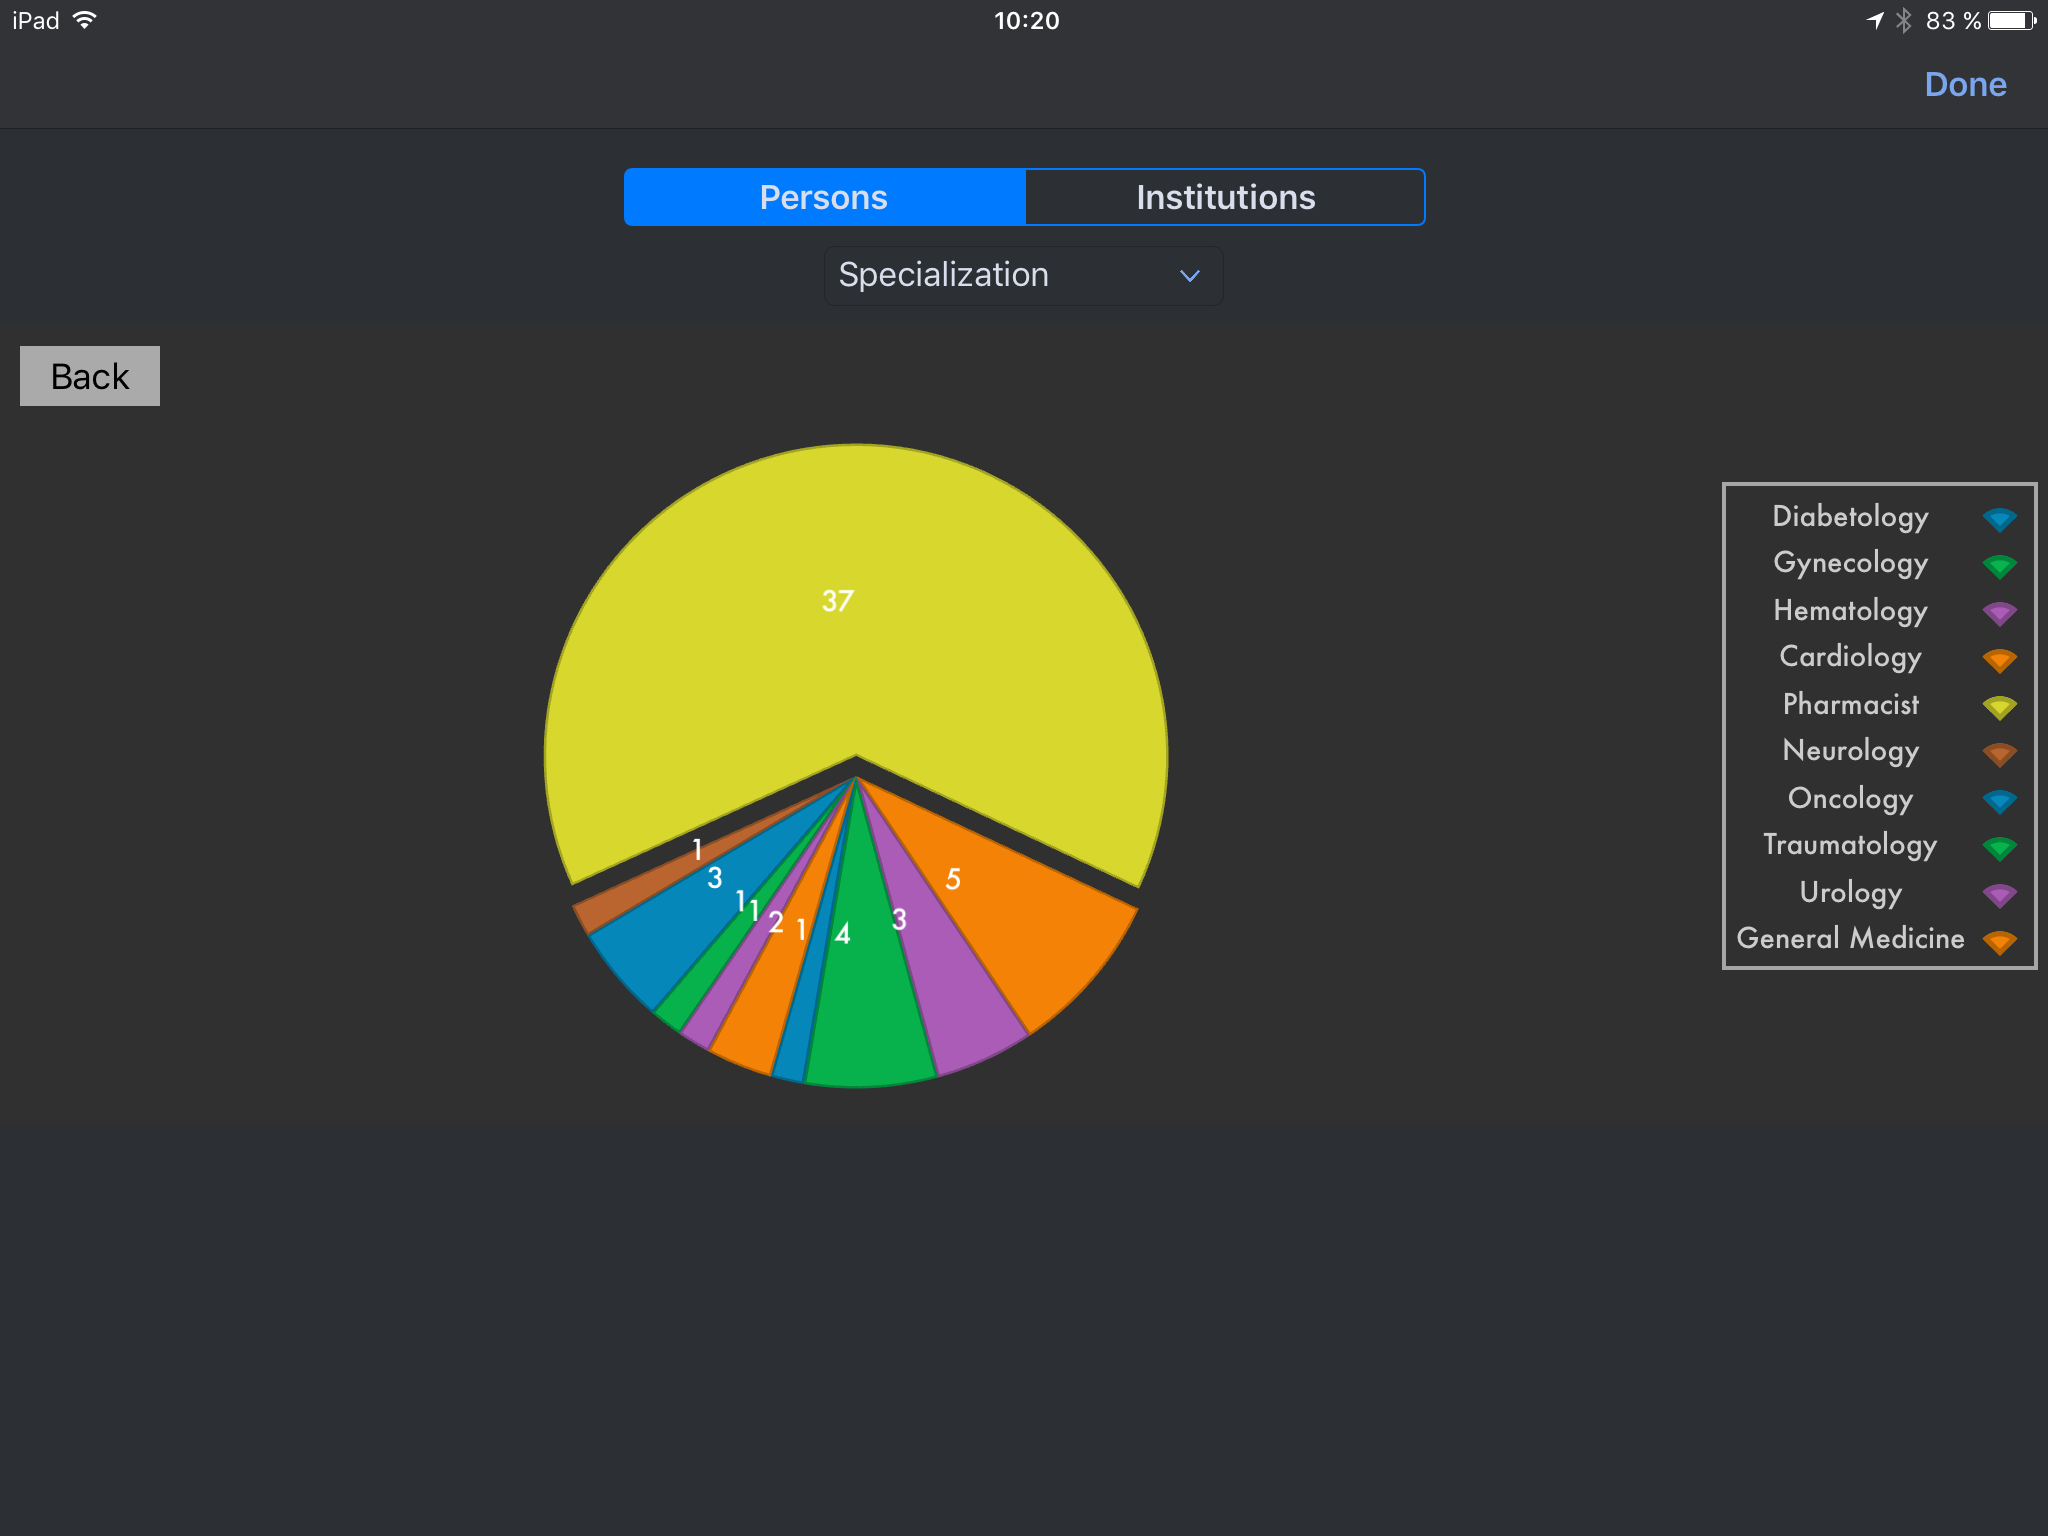 iPad 10:20 83 %
Done
Persons Institutions
Specialization
Back
37
1
3
1
1
2
1
4
3
5
Diabetology
Gynecology
Hematology
Cardiology
Pharmacist
Neurology
Oncology
Traumatology
Urology
General Medicine